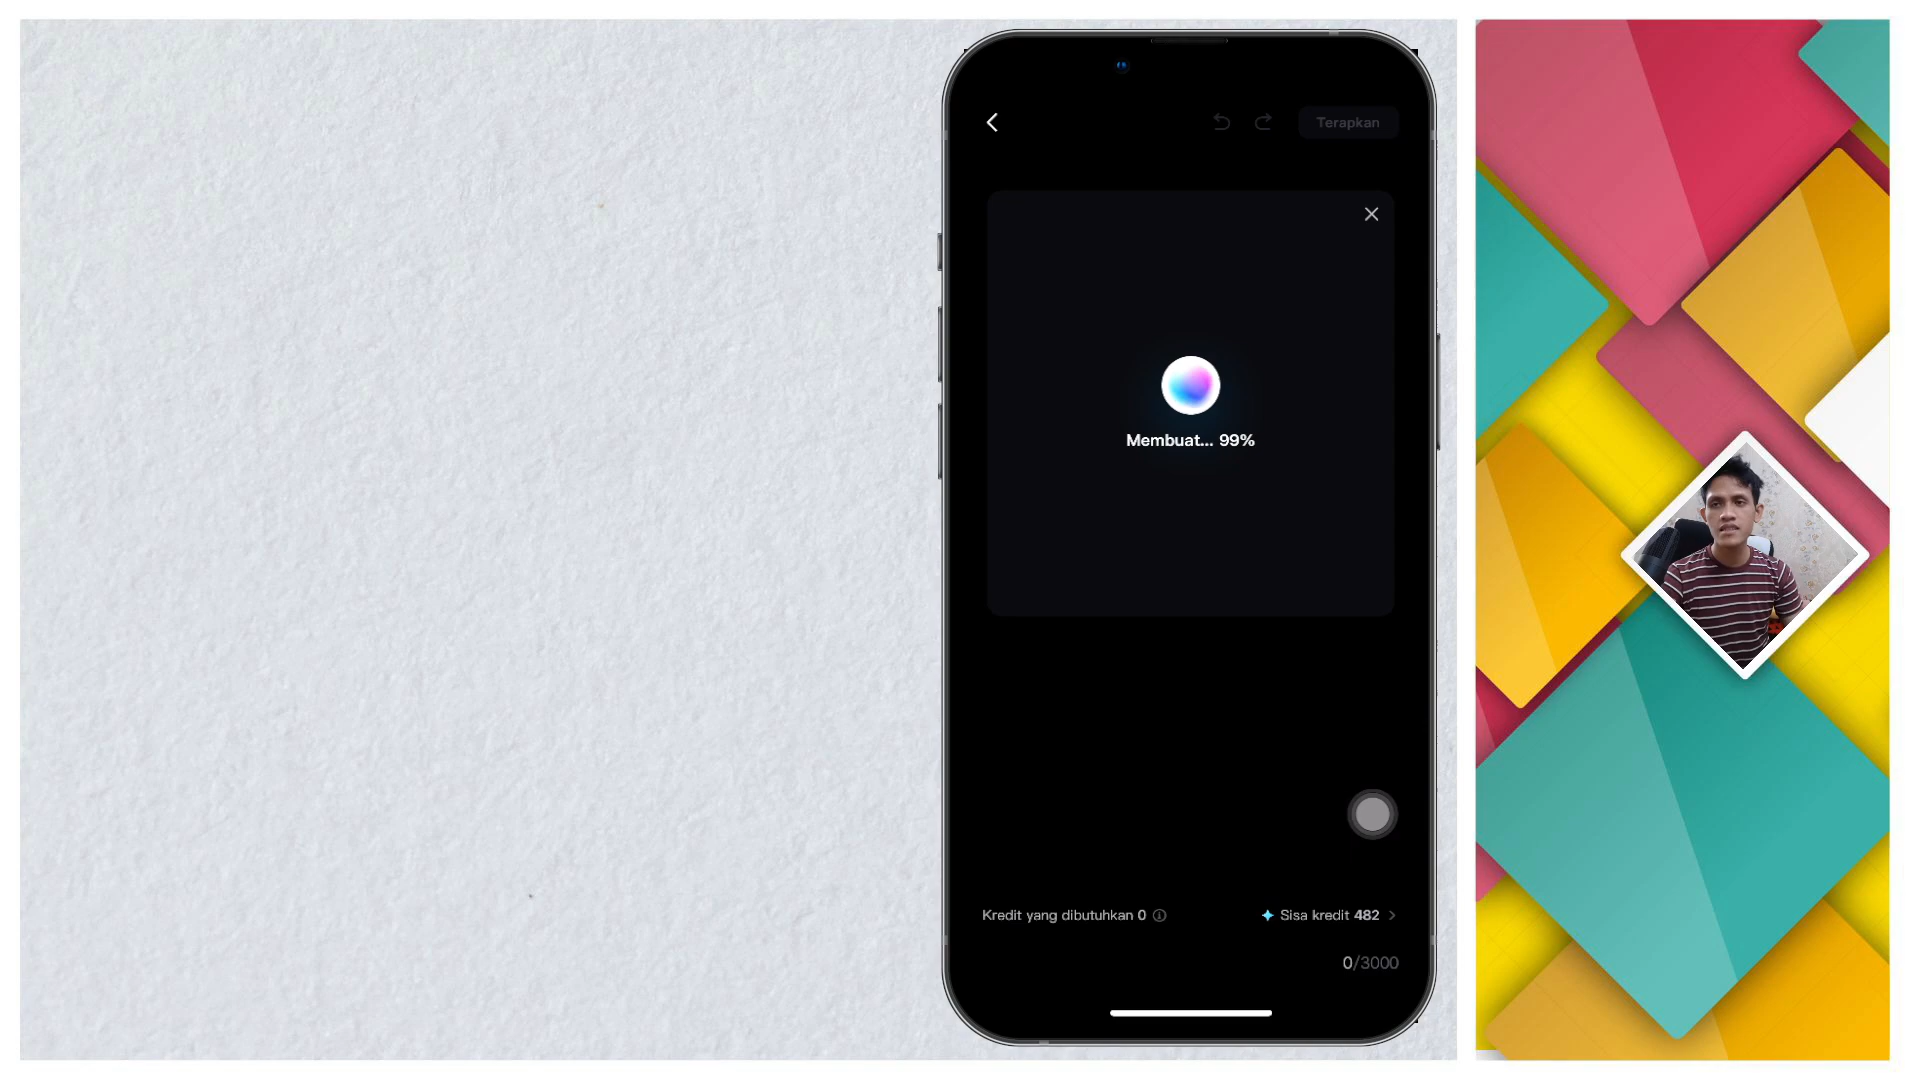 Terapkan
Membuat... 99%
Kredit yang dibutuhkan 0
Sisa kredit 482
0/3000